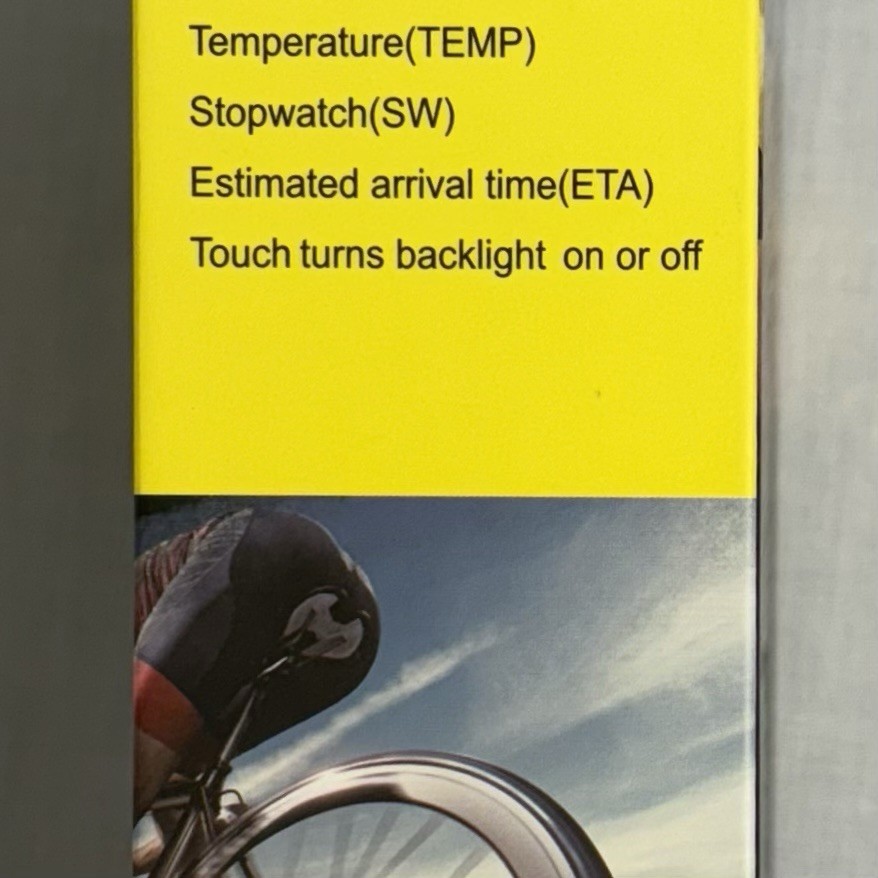 Temperature(TEMP)
Stopwatch(SW)
Estimated arrival time(ETA)
Touch turns backlight on or off